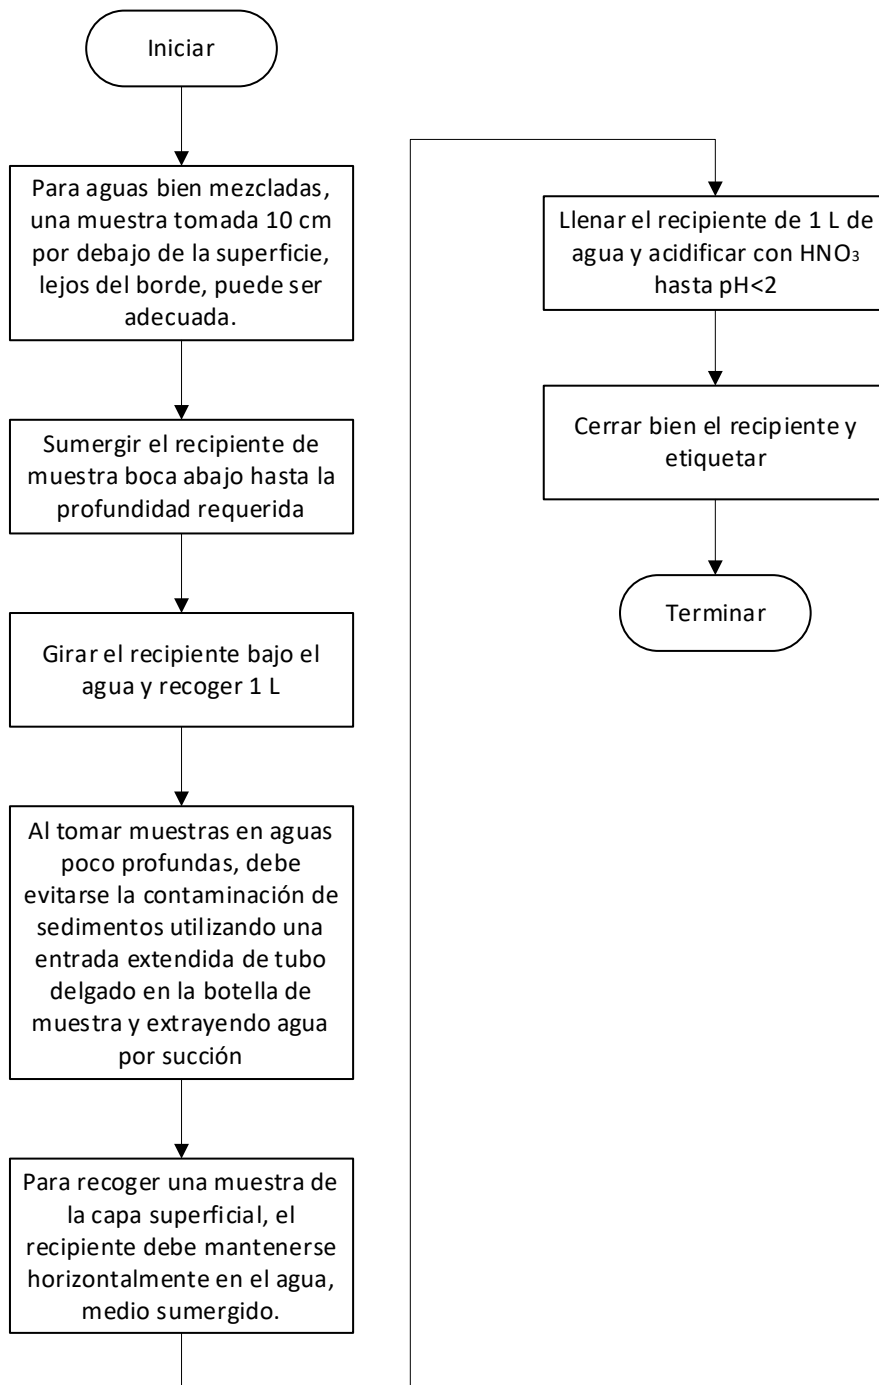 Iniciar
Para aguas bien mezcladas,
una muestra tomada 10 cm
por debajo de la superficie,
lejos del borde, puede ser
adecuada.
Sumergir el recipiente de
muestra boca abajo hasta la
profundidad requerida
Girar el recipiente bajo el
agua y recoger 1 L
Al tomar muestras en aguas
poco profundas, debe
evitarse la contaminación de
sedimentos utilizando una
entrada extendida de tubo
delgado en la botella de
muestra y extrayendo agua
por succión
Para recoger una muestra de
la capa superficial, el
recipiente debe mantenerse
horizontalmente en el agua,
medio sumergido.
Llenar el recipiente de 1 L de
agua y acidificar con HNO₃
hasta pH<2
Cerrar bien el recipiente y
etiquetar
Terminar